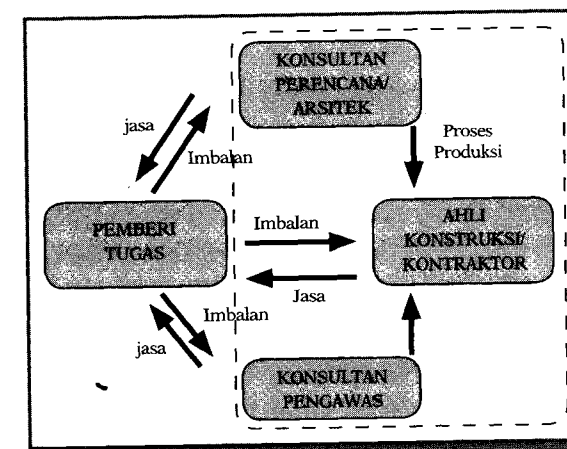 KONSULTAN
PERENCANA/
ARSITEK
jasa
Imbalan
Proses
Produksi
PEMBERI
TUGAS
Imbalan
Jasa
AHLI
KONSTRUKSI/
KONTRAKTOR
Imbalan
jasa
KONSULTAN
PENGAWAS